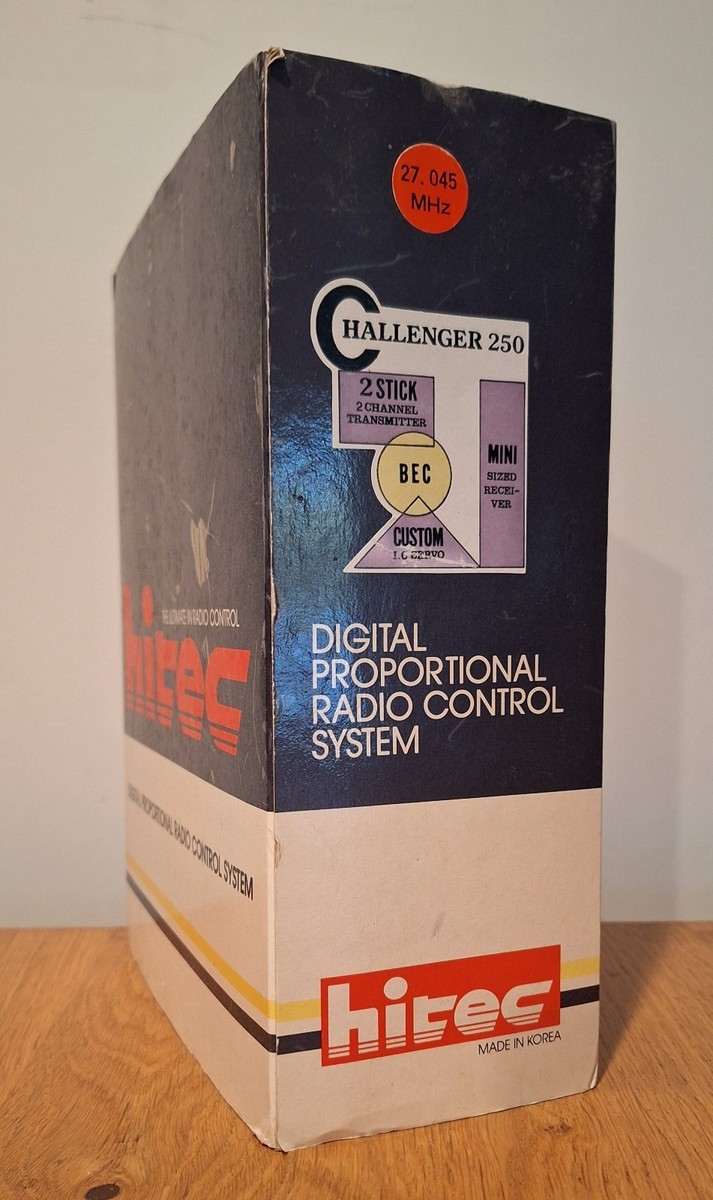 27.045
MHz
CHALLENGER 250
2 STICK
2 CHANNEL
TRANSMITTER
BEC
MINI
SIZED
RECEI-
VER
CUSTOM
I.C SERVO
DIGITAL
PROPORTIONAL
RADIO CONTROL
SYSTEM
hitec
MADE IN KOREA
THE ULTIMATE IN RADIO CONTROL
hitec
DIGITAL PROPORTIONAL RADIO CONTROL SYSTEM